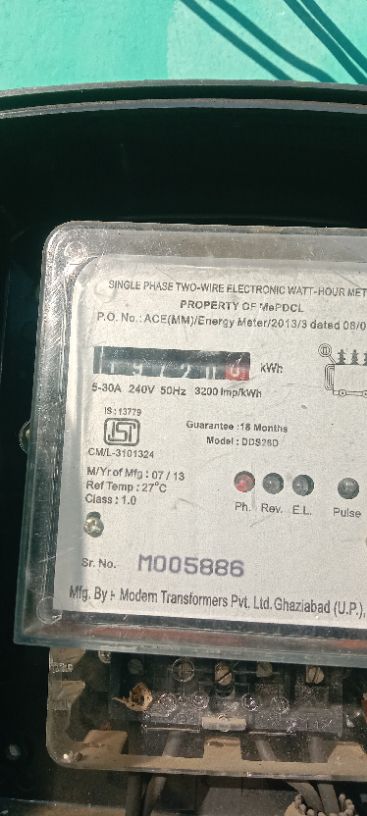 SINGLE PHASE TWO-WIRE ELECTRONIC WATT-HOUR MET
PROPERTY OF MePDCL
P.O. No.: ACE(MM)/Energy Meter/2013/3 dated 08/0
kWh
5-30A 240V 50Hz 3200 Imp/kWh
IS : 13779
ISI
CM/L-3101324
Guarantee : 18 Months
Model : DDS26D
M/Yr of Mfg : 07 / 13
Ref Temp : 27°C
Class : 1.0
Ph. Rev. E.L. Pulse
Sr. No. M005886
Mfg. By :- Modern Transformers Pvt. Ltd. Ghaziabad (U.P.),